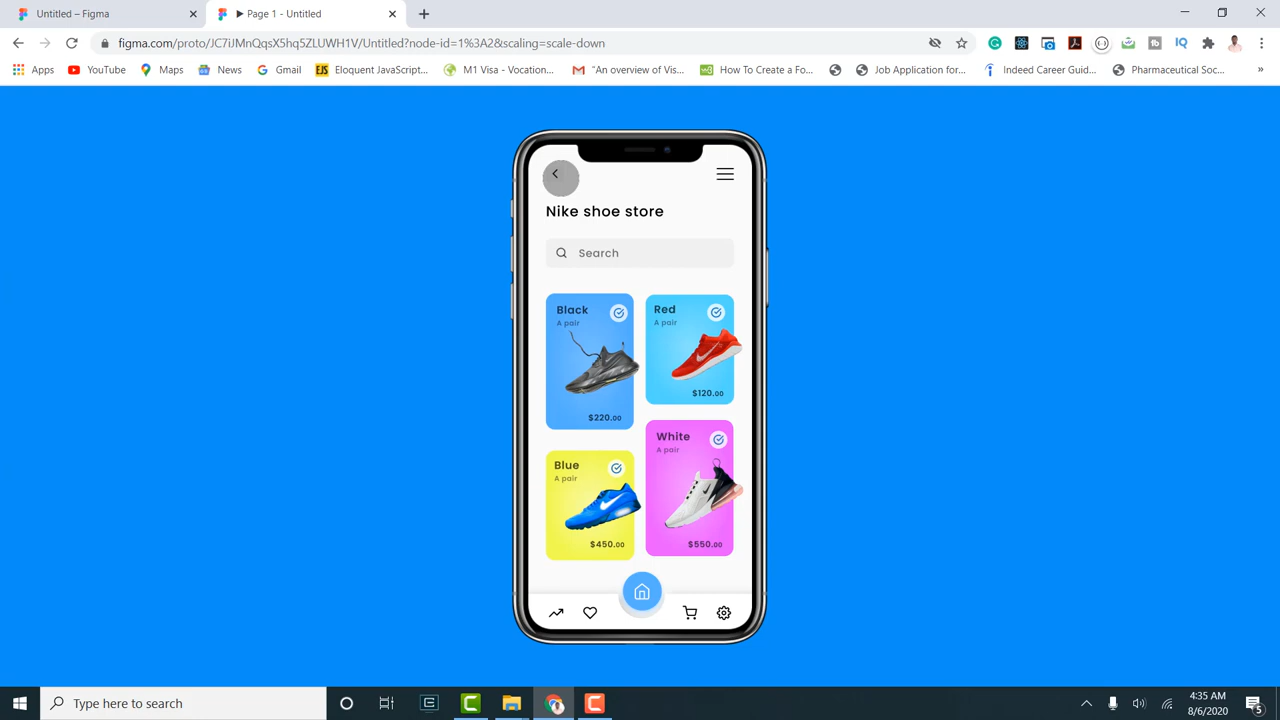 Untitled – Figma
▶ Page 1 - Untitled
figma.com/proto/JC7iJMnQqsX5hq5ZLUWH1V/Untitled?node-id=1%3A2&scaling=scale-down
Apps
YouTube
Maps
News
Gmail
Eloquent JavaScript...
M1 Visa - Vocation...
"An overview of Vis...
How To Create a Fo...
Job Application for...
Indeed Career Guid...
Pharmaceutical Soc...
Nike shoe store
Search
Black
A pair
$220.00
Red
A pair
$120.00
Blue
A pair
$450.00
White
A pair
$550.00
Type here to search
4:35 AM
8/6/2020
5